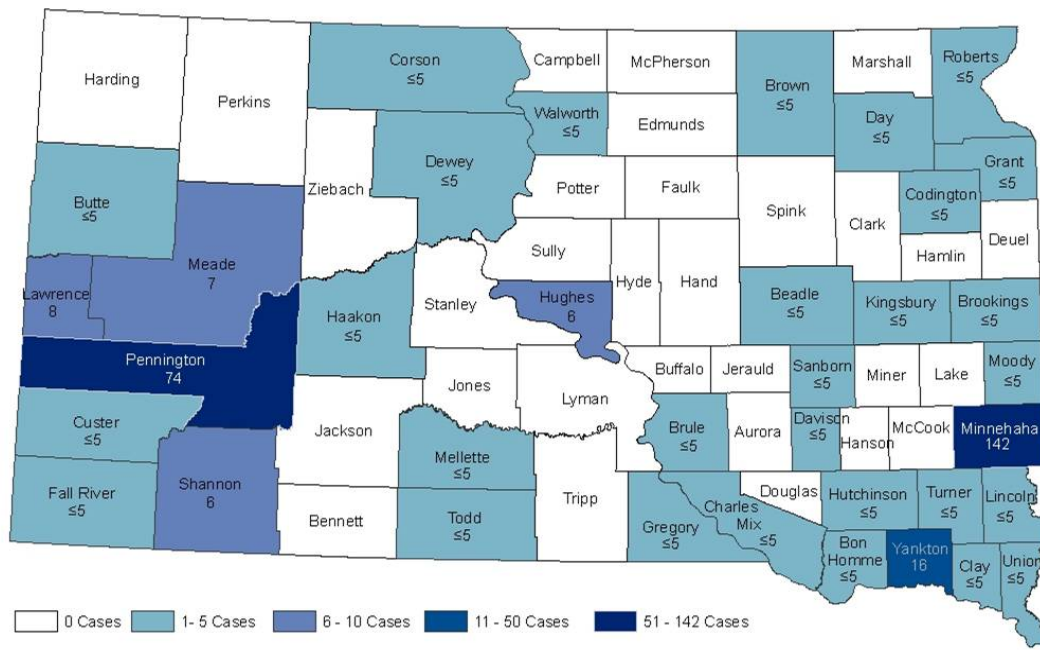 Harding
Perkins
Corson
≤5
Campbell
McPherson
Brown
≤5
Marshall
Roberts
≤5
Walworth
≤5
Edmunds
Day
≤5
Grant
≤5
Butte
≤5
Ziebach
Dewey
≤5
Potter
Faulk
Spink
Clark
Codington
≤5
Deuel
Hamlin
Lawrence
8
Meade
7
Sully
Hyde
Hand
Stanley
Hughes
6
Haakon
≤5
Beadle
≤5
Kingsbury
≤5
Brookings
≤5
Pennington
74
Jones
Lyman
Buffalo
Jerauld
Sanborn
≤5
Miner
Lake
Moody
≤5
Custer
≤5
Jackson
Mellette
≤5
Brule
≤5
Aurora
Davison
≤5
Hanson
McCook
Minnehaha
142
Fall River
≤5
Shannon
6
Bennett
Todd
≤5
Tripp
Gregory
≤5
Charles
Mix
≤5
Douglas
Hutchinson
≤5
Turner
≤5
Lincoln
≤5
Bon
Homme
≤5
Yankton
16
Clay
≤5
Union
≤5
0 Cases
1- 5 Cases
6 - 10 Cases
11 - 50 Cases
51 - 142 Cases